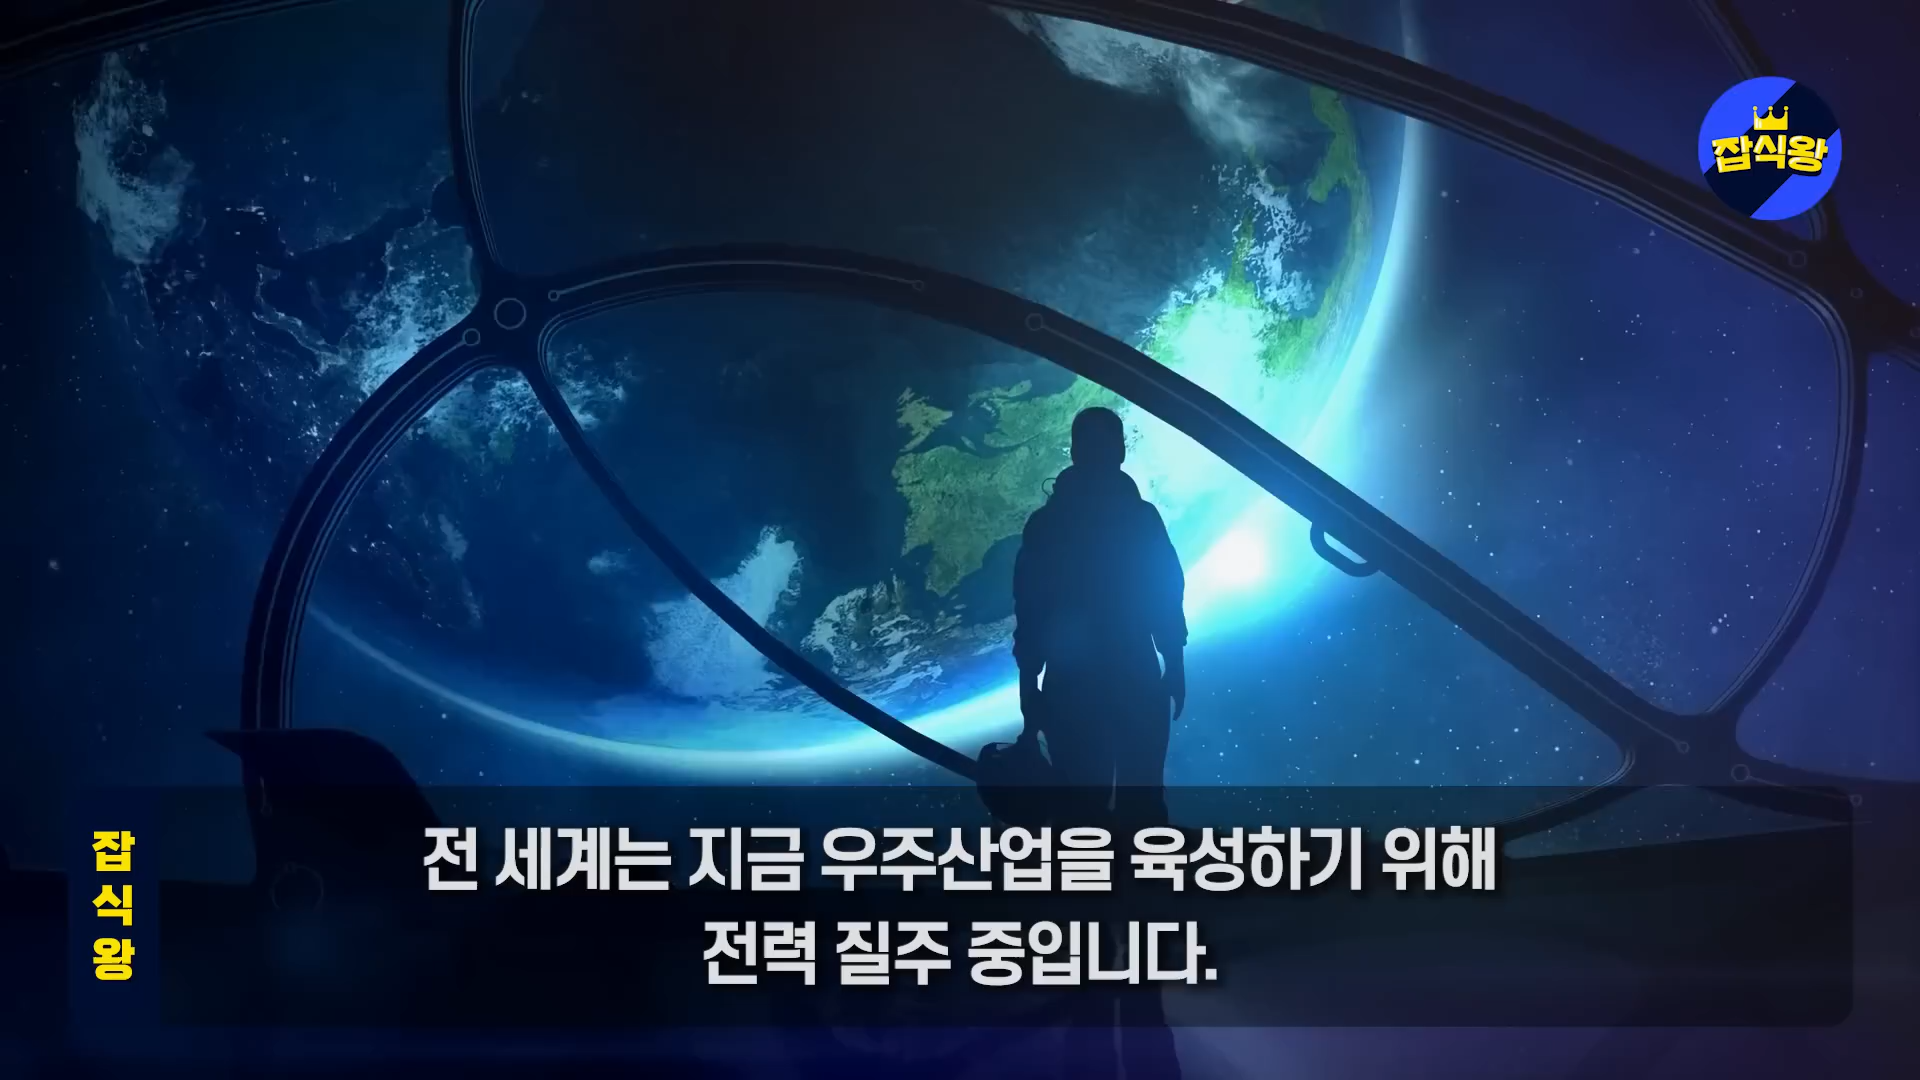 잡식왕
전 세계는 지금 우주산업을 육성하기 위해
전력 질주 중입니다.
잡
식
왕